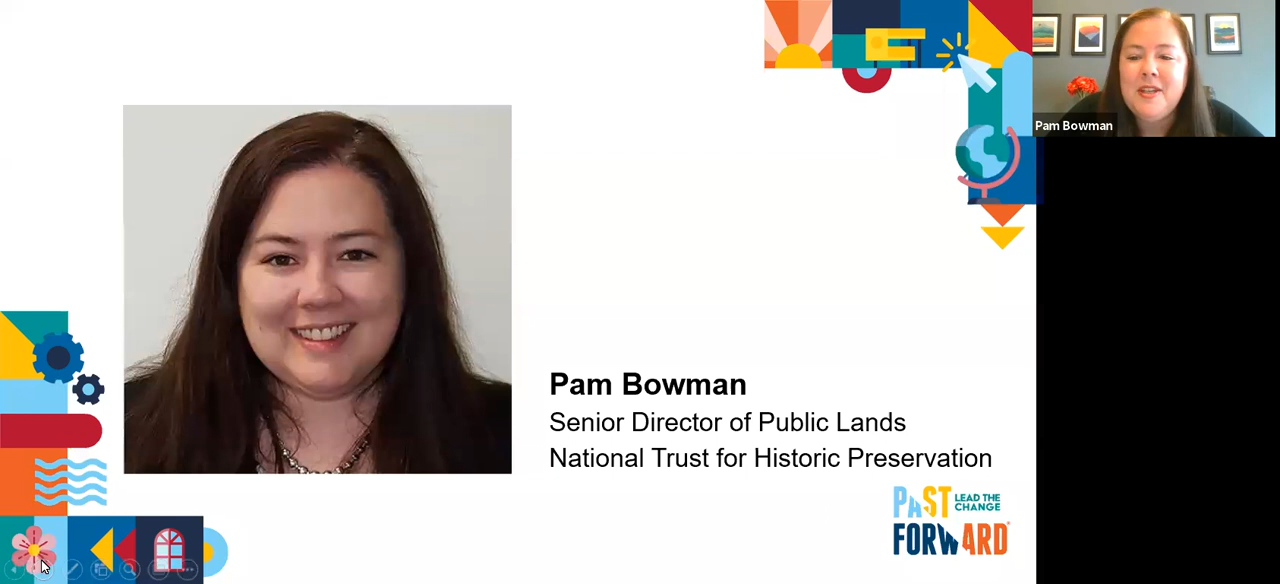 Pam Bowman
Pam Bowman
Senior Director of Public Lands
National Trust for Historic Preservation
PAST LEAD THE
CHANGE
FORWARD